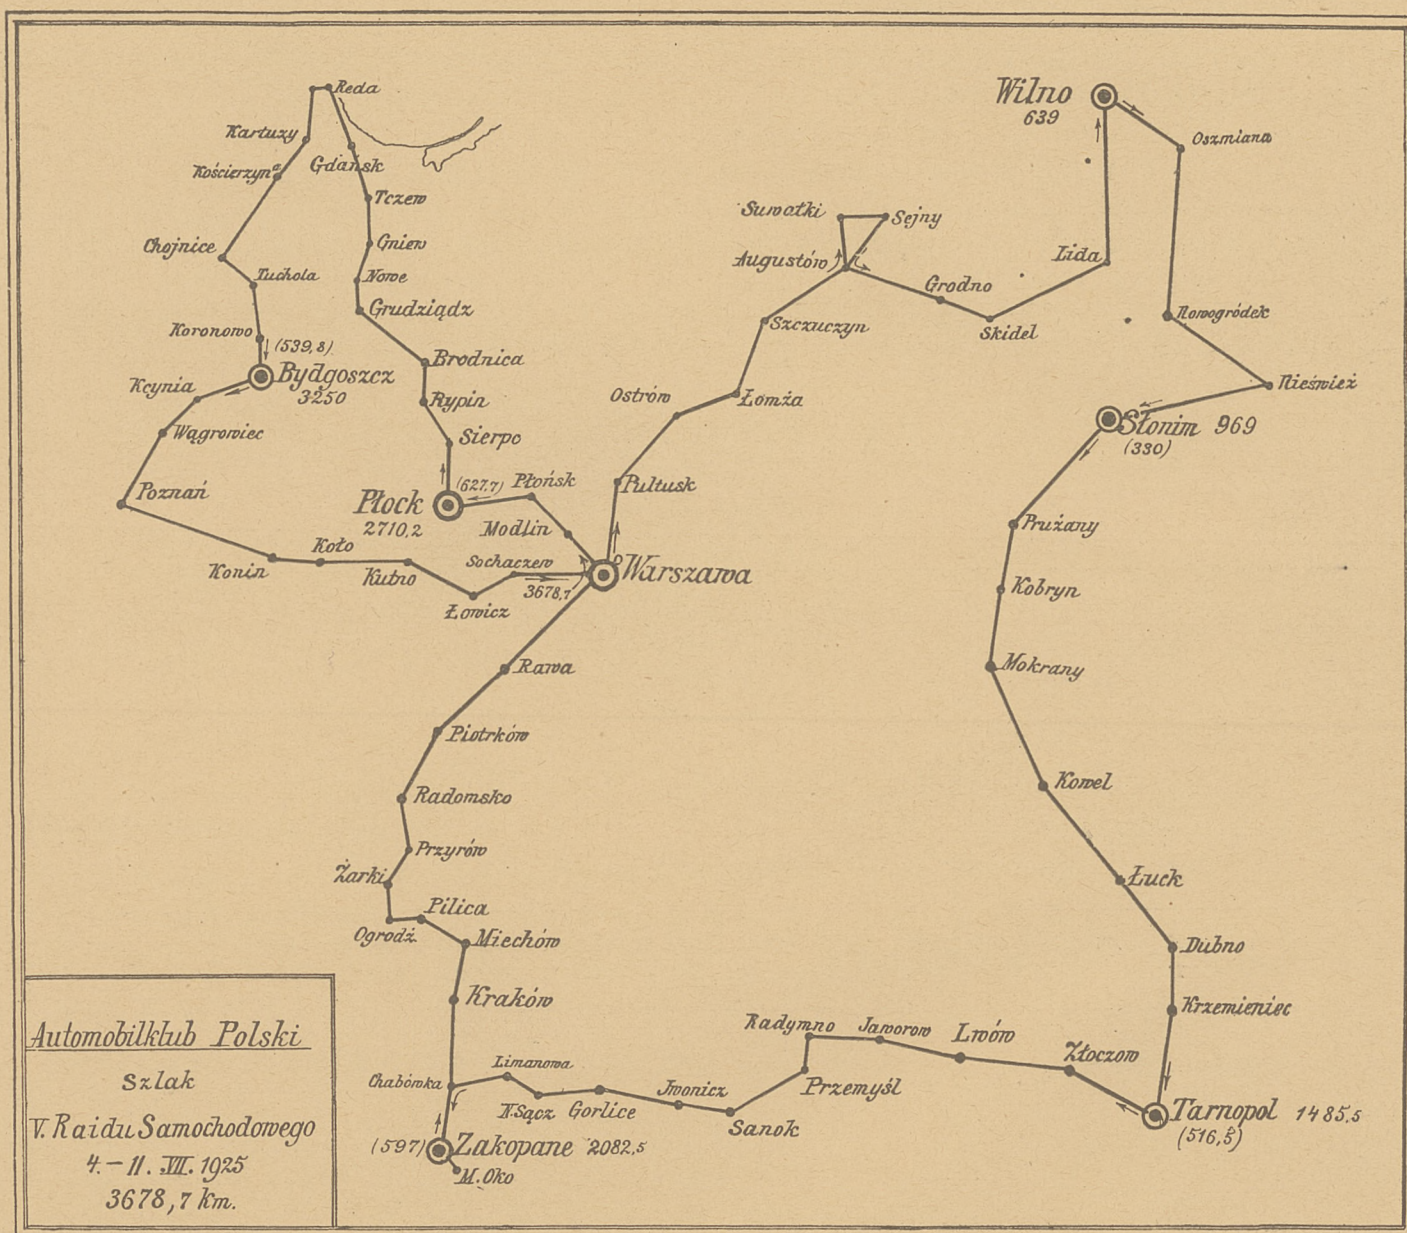 Reda
Wilno
639
Kartuzy
Oszmiana
Kościerzyna
Gdańsk
Tczew
Suwałki
Sejny
Chojnice
Gniew
Augustów
Lida
Tuchola
Nowe
Grodno
Grudziądz
Skidel
Nowogródek
Szczuczyn
Koronowo
(539,8)
Brodnica
Bydgoszcz
3250
Kcynia
Rypin
Ostrów
Łomża
Nieśwież
Wągrowiec
Sierpc
Słonim 969
(330)
Poznań
(627,7)
Płońsk
Pultusk
Płock
2710,2
Modlin
Prużany
Konin
Koło
Kutno
Sochaczew
3678,7
Warszawa
Łowicz
Kobryn
Rawa
Mokrany
Piotrków
Radomsko
Kowel
Przyrów
Żarki
Łuck
Pilica
Ogrodź.
Miechów
Dubno
Kraków
Krzemieniec
Radymno
Jaworow
Lwów
Złoczow
Chabówka
Limanowa
N.Sącz
Gorlice
Jwonicz
Przemyśl
Sanok
Tarnopol 1485,5
(516,5)
(597)
Zakopane 2082,5
M.Oko
Automobilklub Polski
Szlak
V. Raidu Samochodowego
4.–11. VII. 1925
3678,7 km.